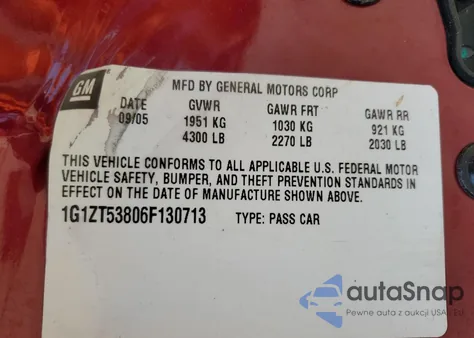 GM
MFD BY GENERAL MOTORS CORP
DATE GVWR GAWR FRT GAWR RR
09/05 1951 KG 1030 KG 921 KG
4300 LB 2270 LB 2030 LB
THIS VEHICLE CONFORMS TO ALL APPLICABLE U.S. FEDERAL MOTOR
VEHICLE SAFETY, BUMPER, AND THEFT PREVENTION STANDARDS IN
EFFECT ON THE DATE OF MANUFACTURE SHOWN ABOVE.
1G1ZT53806F130713 TYPE: PASS CAR
autoSnap
Pewne auta z aukcji USA